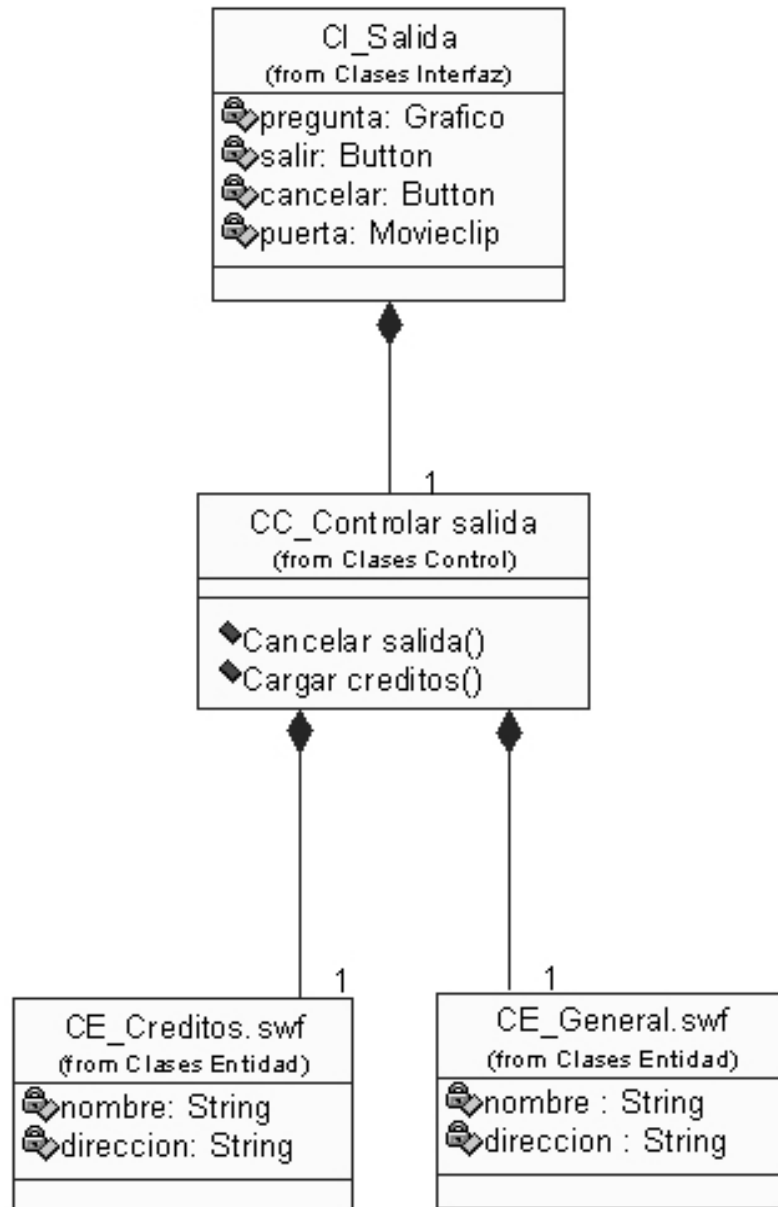 CI_Salida
(from Clases Interfaz)
pregunta: Grafico
salir: Button
cancelar: Button
puerta: Movieclip
1
CC_Controlar salida
(from Clases Control)
Cancelar salida()
Cargar creditos()
1
1
CE_Creditos.swf
(from Clases Entidad)
nombre: String
direccion: String
CE_General.swf
(from Clases Entidad)
nombre : String
direccion : String